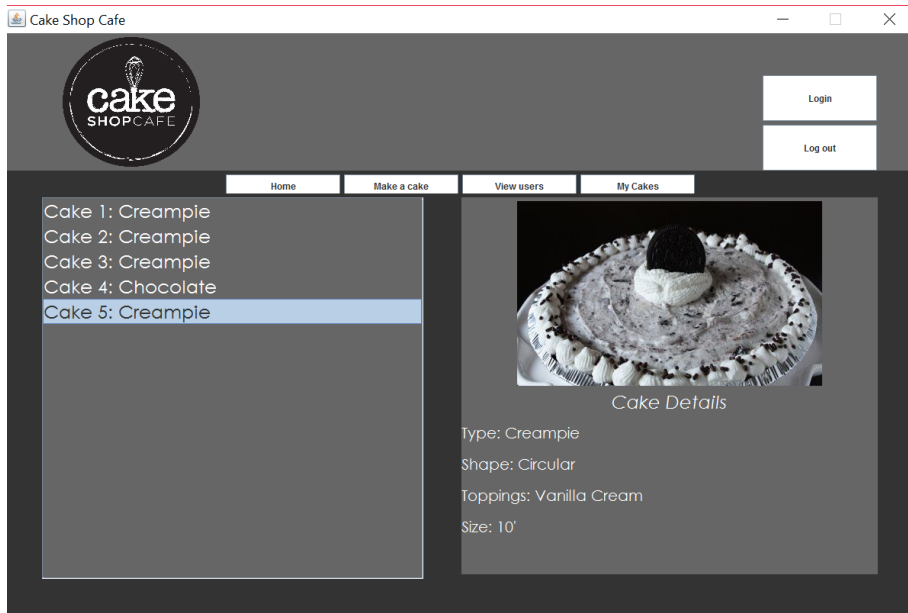 Cake Shop Cafe
cake
SHOPCAFE
Login
Log out
Home
Make a cake
View users
My Cakes
Cake 1: Creampie
Cake 2: Creampie
Cake 3: Creampie
Cake 4: Chocolate
Cake 5: Creampie
Cake Details
Type: Creampie
Shape: Circular
Toppings: Vanilla Cream
Size: 10'